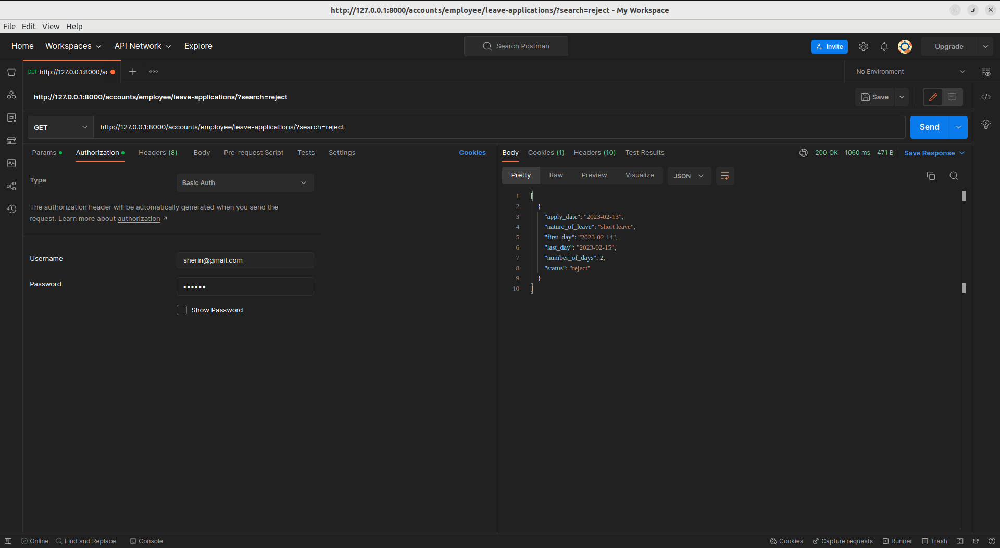 http://127.0.0.1:8000/accounts/employee/leave-applications/?search=reject - My Workspace
File Edit View Help
Home Workspaces API Network Explore Search Postman Invite Upgrade
GET http://127.0.0.1:8000/ac No Environment
http://127.0.0.1:8000/accounts/employee/leave-applications/?search=reject Save
GET http://127.0.0.1:8000/accounts/employee/leave-applications/?search=reject Send
Params Authorization Headers (8) Body Pre-request Script Tests Settings Cookies
Type Basic Auth
The authorization header will be automatically generated when you send the
request. Learn more about authorization ↗
Username sherin@gmail.com
Password ••••••
Show Password
Body Cookies (1) Headers (10) Test Results 200 OK 1060 ms 471 B Save Response
Pretty Raw Preview Visualize JSON
1 [
2 {
3 "apply_date": "2023-02-13",
4 "nature_of_leave": "short leave",
5 "first_day": "2023-02-14",
6 "last_day": "2023-02-15",
7 "number_of_days": 2,
8 "status": "reject"
9 }
10 ]
Online Find and Replace Console Cookies Capture requests Runner Trash